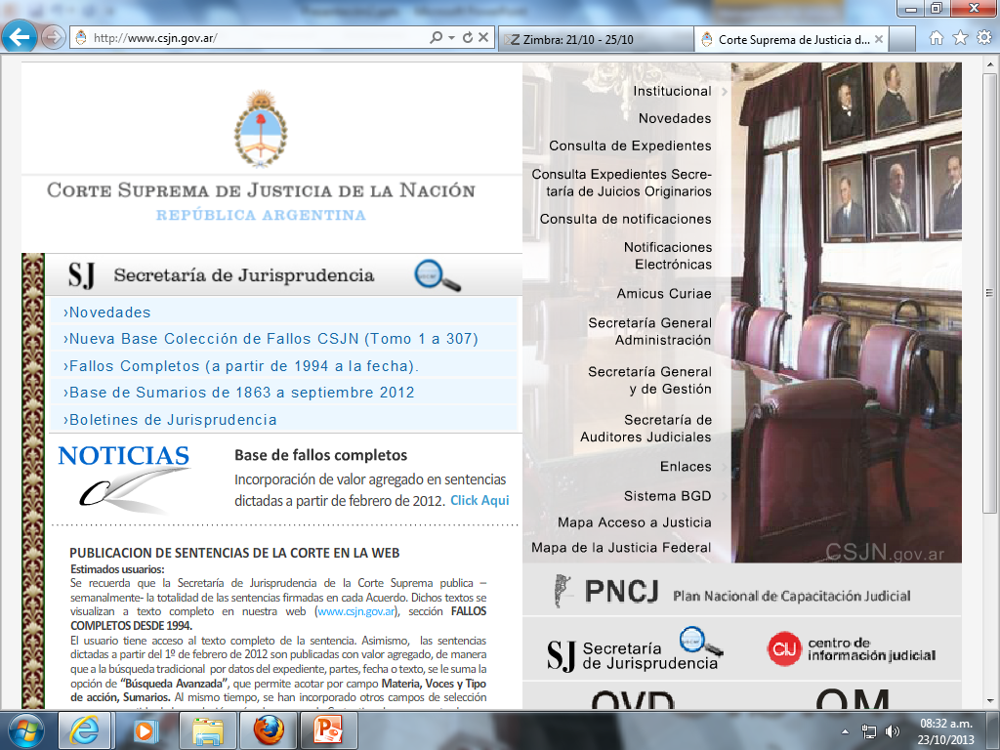 http://www.csjn.gov.ar/
Zimbra: 21/10 - 25/10
Corte Suprema de Justicia d...
CORTE SUPREMA DE JUSTICIA DE LA NACIÓN
REPÚBLICA ARGENTINA
SJ Secretaría de Jurisprudencia
›Novedades
›Nueva Base Colección de Fallos CSJN (Tomo 1 a 307)
›Fallos Completos (a partir de 1994 a la fecha).
›Base de Sumarios de 1863 a septiembre 2012
›Boletines de Jurisprudencia
NOTICIAS
Base de fallos completos
Incorporación de valor agregado en sentencias
dictadas a partir de febrero de 2012. Click Aqui
PUBLICACION DE SENTENCIAS DE LA CORTE EN LA WEB
Estimados usuarios:
Se recuerda que la Secretaría de Jurisprudencia de la Corte Suprema publica –
semanalmente- la totalidad de las sentencias firmadas en cada Acuerdo. Dichos textos se
visualizan a texto completo en nuestra web (www.csjn.gov.ar), sección FALLOS
COMPLETOS DESDE 1994.
El usuario tiene acceso al texto completo de la sentencia. Asimismo, las sentencias
dictadas a partir del 1º de febrero de 2012 son publicadas con valor agregado, de manera
que a la búsqueda tradicional por datos del expediente, partes, fecha o texto, se le suma la
opción de “Búsqueda Avanzada”, que permite acotar por campo Materia, Voces y Tipo
de acción, Sumarios. Al mismo tiempo, se han incorporado otros campos de selección
Institucional
Novedades
Consulta de Expedientes
Consulta Expedientes Secre-
taría de Juicios Originarios
Consulta de notificaciones
Notificaciones
Electrónicas
Amicus Curiae
Secretaría General
Administración
Secretaría General
y de Gestión
Secretaría de
Auditores Judiciales
Enlaces
Sistema BGD
Mapa Acceso a Justicia
Mapa de la Justicia Federal
CSJN.gov.ar
PNCJ Plan Nacional de Capacitación Judicial
SJ Secretaría
de Jurisprudencia
CIJ centro de
información judicial
OVD
OM
08:32 a.m.
23/10/2013